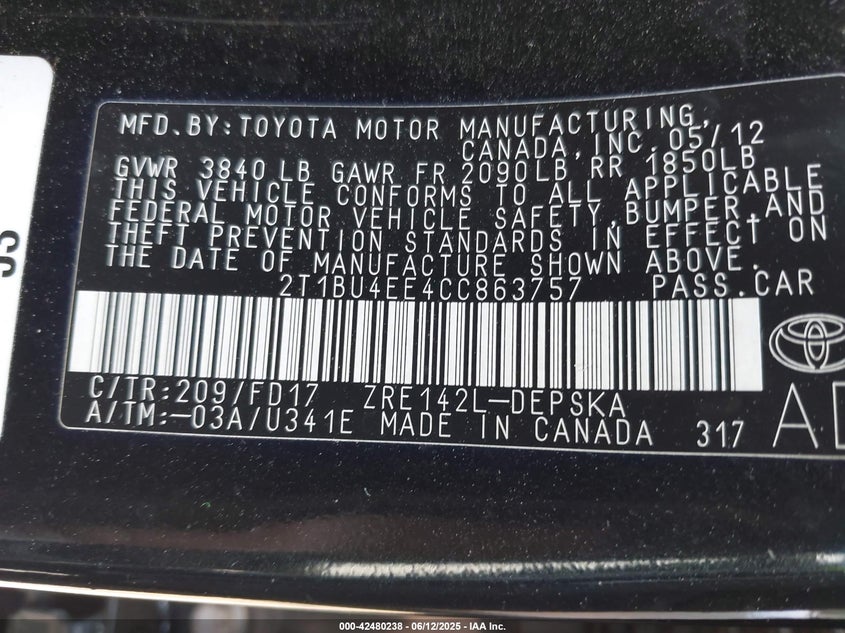 MFD.BY:TOYOTA MOTOR MANUFACTURING,
CANADA,INC. 05/12
GVWR 3840 LB GAWR FR 2090LB RR 1850LB
THIS VEHICLE CONFORMS TO ALL APPLICABLE
FEDERAL MOTOR VEHICLE SAFETY,BUMPER,AND
THEFT PREVENTION STANDARDS IN EFFECT ON
THE DATE OF MANUFACTURE SHOWN ABOVE.
2T1BU4EE4CC863757 PASS.CAR
C/TR:209/FD17 ZRE142L-DEPSKA
A/TM:-03A/U341E MADE IN CANADA 317
000-42480238 - 06/12/2025 - IAA Inc.